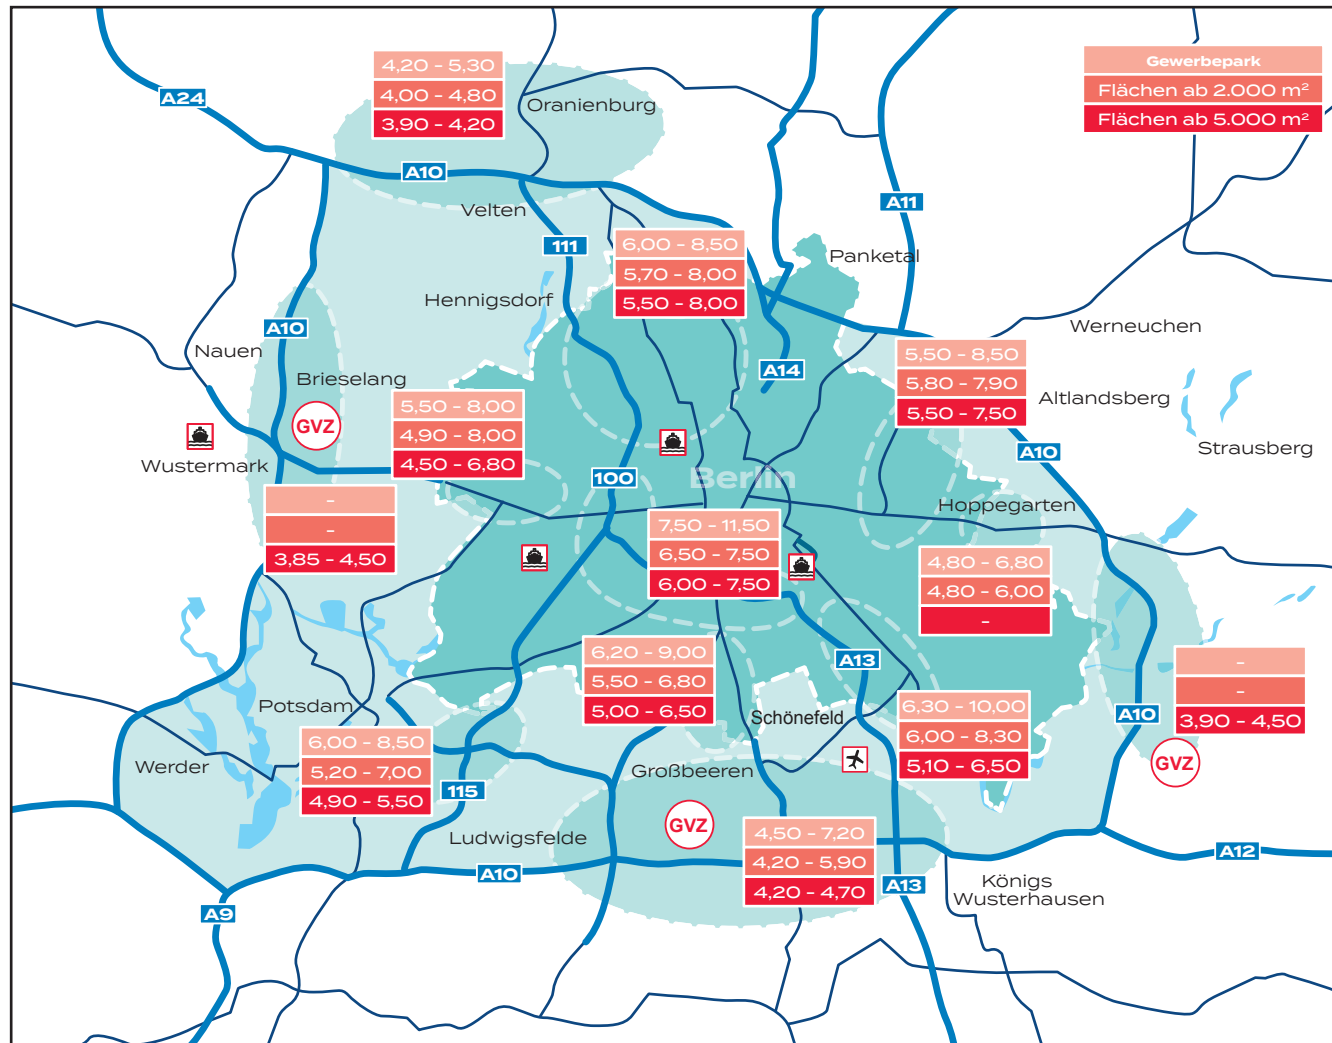 Gewerbepark
Flächen ab 2.000 m²
Flächen ab 5.000 m²
4,20 - 5,30
4,00 - 4,80
3,90 - 4,20
Oranienburg
A24
A10
A11
Velten
111
6,00 - 8,50
5,70 - 8,00
5,50 - 8,00
Panketal
Hennigsdorf
A10
Werneuchen
Nauen
A14
5,50 - 8,50
5,80 - 7,90
5,50 - 7,50
Brieselang
Altlandsberg
5,50 - 8,00
4,90 - 8,00
4,50 - 6,80
GVZ
Wustermark
A10
Strausberg
100
Berlin
-
-
3,85 - 4,50
Hoppegarten
7,50 - 11,50
6,50 - 7,50
6,00 - 7,50
4,80 - 6,80
4,80 - 6,00
-
6,20 - 9,00
5,50 - 6,80
5,00 - 6,50
A13
-
-
3,90 - 4,50
Potsdam
Schönefeld
6,30 - 10,00
6,00 - 8,30
5,10 - 6,50
A10
6,00 - 8,50
5,20 - 7,00
4,90 - 5,50
Werder
Großbeeren
GVZ
115
GVZ
Ludwigsfelde
4,50 - 7,20
4,20 - 5,90
4,20 - 4,70
A10
A13
A12
Königs
Wusterhausen
A9